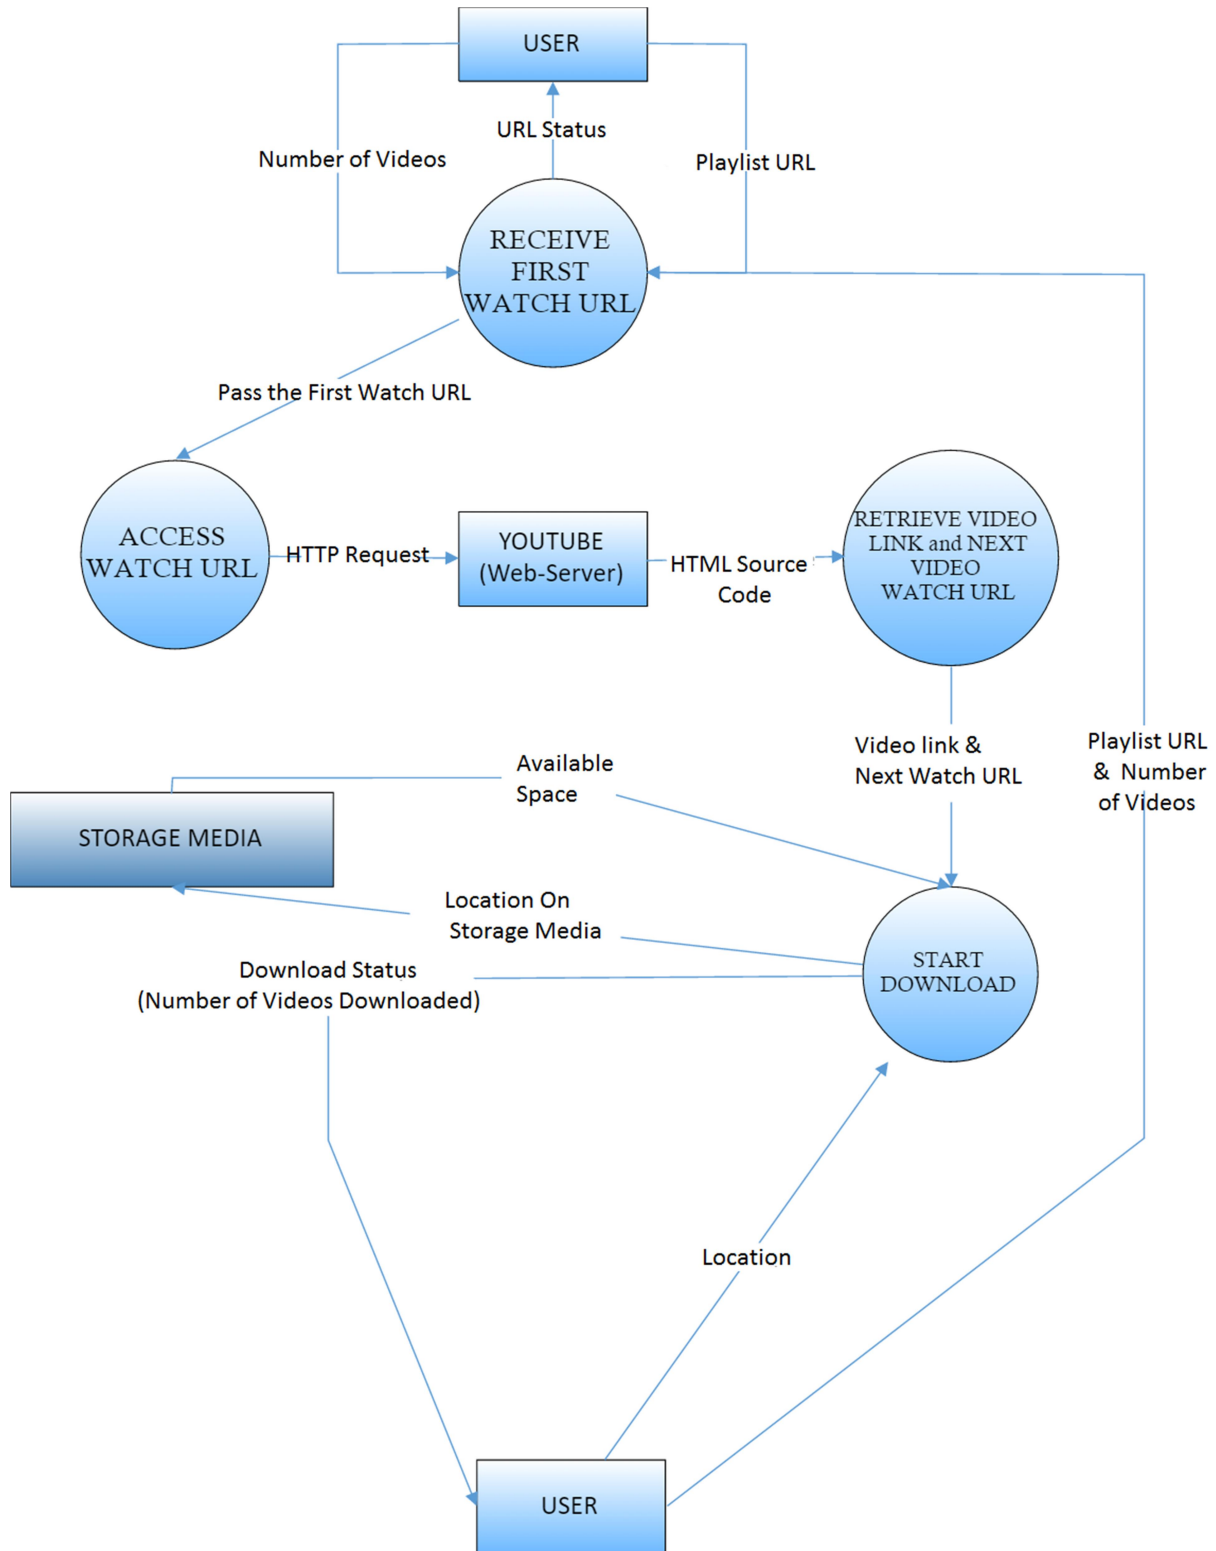 USER
URL Status
Number of Videos
Playlist URL
RECEIVE
FIRST
WATCH URL
Pass the First Watch URL
ACCESS
WATCH URL
HTTP Request
YOUTUBE
(Web-Server)
HTML Source
Code
RETRIEVE VIDEO
LINK and NEXT
VIDEO
WATCH URL
Video link &
Next Watch URL
Playlist URL
& Number
of Videos
Available
Space
STORAGE MEDIA
Location On
Storage Media
Download Status
(Number of Videos Downloaded)
START
DOWNLOAD
Location
USER